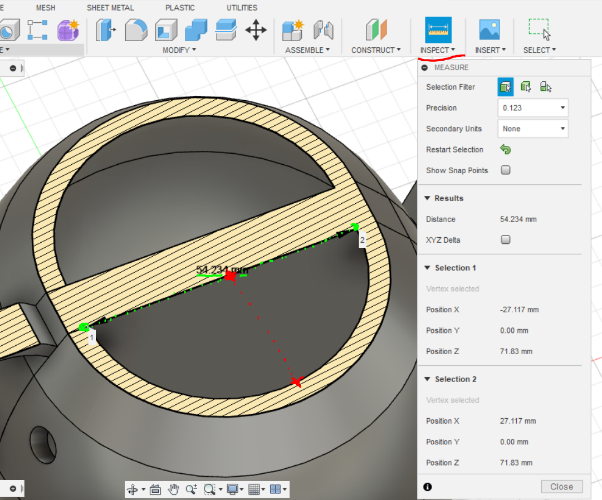 MESH SHEET METAL PLASTIC UTILITIES
MODIFY ASSEMBLE CONSTRUCT INSPECT INSERT SELECT
MEASURE
Selection Filter
Precision 0.123
Secondary Units None
Restart Selection
Show Snap Points
Results
Distance 54.234 mm
XYZ Delta
Selection 1
Vertex selected
Position X -27.117 mm
Position Y 0.00 mm
Position Z 71.83 mm
Selection 2
Vertex selected
Position X 27.117 mm
Position Y 0.00 mm
Position Z 71.83 mm
Close
2
54.234 mm
1